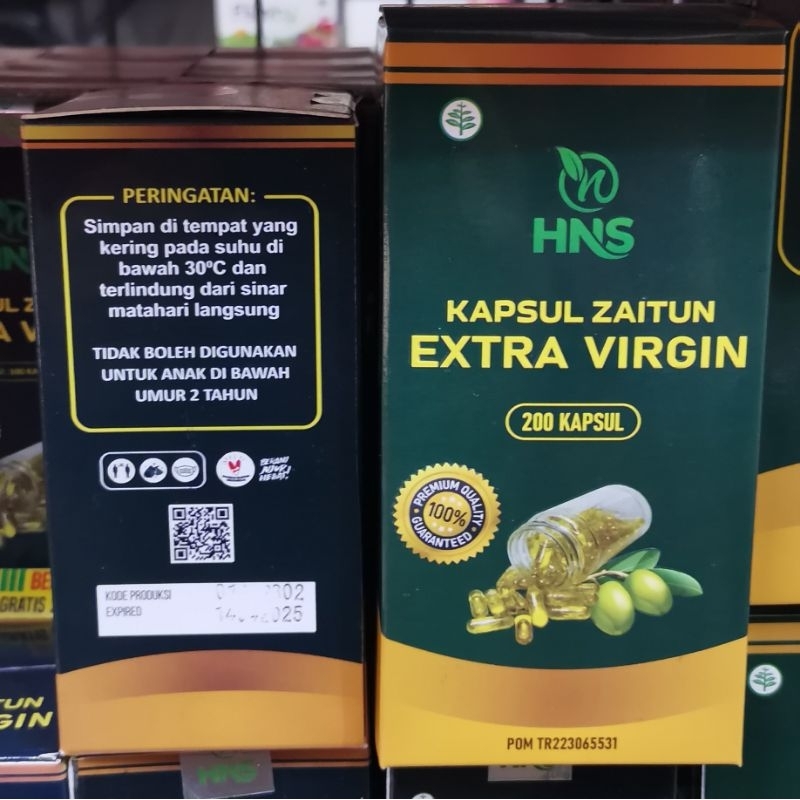 PERINGATAN:
Simpan di tempat yang
kering pada suhu di
bawah 30ºC dan
terlindung dari sinar
matahari langsung
TIDAK BOLEH DIGUNAKAN
UNTUK ANAK DI BAWAH
UMUR 2 TAHUN
KODE PRODUKSI
EXPIRED
HNS
KAPSUL ZAITUN
EXTRA VIRGIN
200 KAPSUL
PREMIUM QUALITY
100%
GUARANTEED
POM TR223065531
GRATIS
HNS